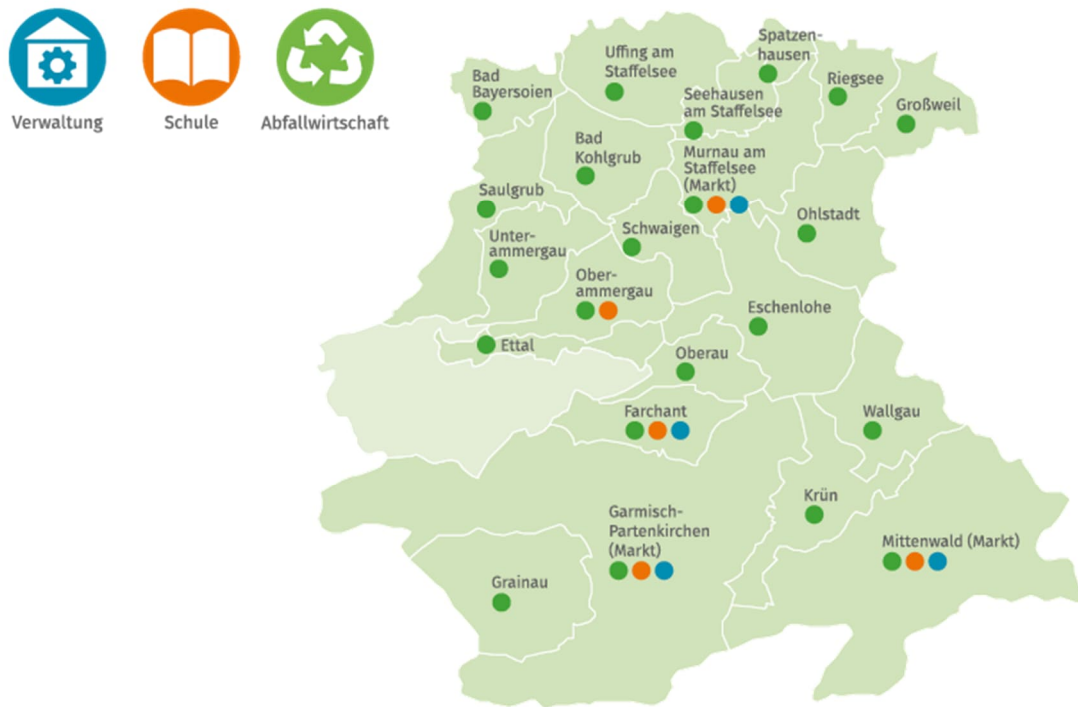 Verwaltung
Schule
Abfallwirtschaft
Bad
Bayersoien
Uffing am
Staffelsee
Spatzen-
hausen
Riegsee
Großweil
Seehausen
am Staffelsee
Bad
Kohlgrub
Murnau am
Staffelsee
(Markt)
Saulgrub
Ohlstadt
Unter-
ammergau
Schwaigen
Ober-
ammergau
Eschenlohe
Ettal
Oberau
Farchant
Wallgau
Krün
Garmisch-
Partenkirchen
(Markt)
Mittenwald (Markt)
Grainau